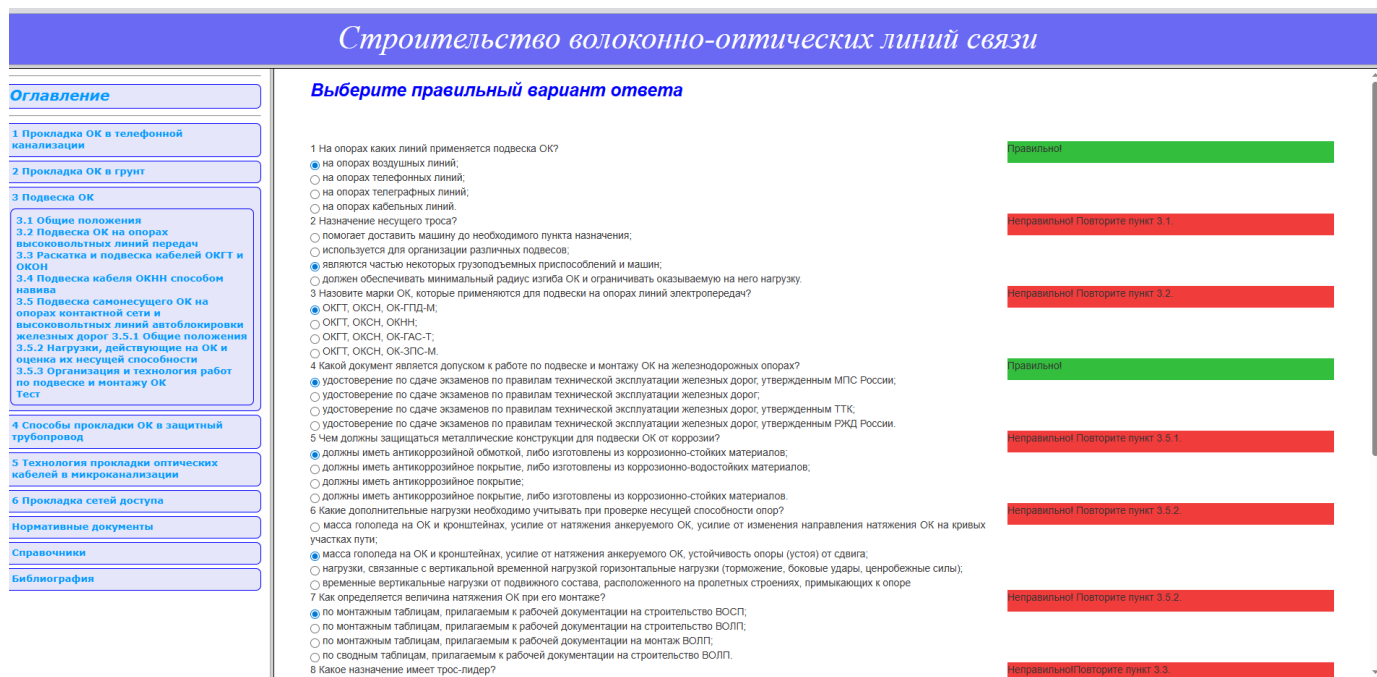 Строительство волоконно-оптических линий связи
Оглавление
1 Прокладка ОК в телефонной
канализации
2 Прокладка ОК в грунт
3 Подвеска ОК
3.1 Общие положения
3.2 Подвеска ОК на опорах
высоковольтных линий передач
3.3 Раскатка и подвеска кабелей ОКГТ и
ОКОН
3.4 Подвеска кабеля ОКНН способом
навива
3.5 Подвеска самонесущего ОК на
опорах контактной сети и
высоковольтных линий автоблокировки
железных дорог 3.5.1 Общие положения
3.5.2 Нагрузки, действующие на ОК и
оценка их несущей способности
3.5.3 Организация и технология работ
по подвеске и монтажу ОК
Тест
4 Способы прокладки ОК в защитный
трубопровод
5 Технология прокладки оптических
кабелей в микроканализации
6 Прокладка сетей доступа
Нормативные документы
Справочники
Библиография
Выберите правильный вариант ответа
1 На опорах каких линий применяется подвеска ОК?
Правильно!
на опорах воздушных линий;
на опорах телефонных линий;
на опорах телеграфных линий;
на опорах кабельных линий.
2 Назначение несущего троса?
Неправильно! Повторите пункт 3.1.
помогает доставить машину до необходимого пункта назначения;
используется для организации различных подвесов;
являются частью некоторых грузоподъемных приспособлений и машин;
должен обеспечивать минимальный радиус изгиба ОК и ограничивать оказываемую на него нагрузку.
3 Назовите марки ОК, которые применяются для подвески на опорах линий электропередач?
Неправильно! Повторите пункт 3.2.
ОКГТ, ОКСН, ОК-ГПД-М;
ОКГТ, ОКСН, ОКНН;
ОКГТ, ОКСН, ОК-ГАС-Т;
ОКГТ, ОКСН, ОК-ЗПС-М.
4 Какой документ является допуском к работе по подвеске и монтажу ОК на железнодорожных опорах?
Правильно!
удостоверение по сдаче экзаменов по правилам технической эксплуатации железных дорог, утвержденным МПС России;
удостоверение по сдаче экзаменов по правилам технической эксплуатации железных дорог;
удостоверение по сдаче экзаменов по правилам технической эксплуатации железных дорог, утвержденным ТТК;
удостоверение по сдаче экзаменов по правилам технической эксплуатации железных дорог, утвержденным РЖД России.
5 Чем должны защищаться металлические конструкции для подвески ОК от коррозии?
Неправильно! Повторите пункт 3.5.1.
должны иметь антикоррозийной обмоткой, либо изготовлены из коррозионно-стойких материалов;
должны иметь антикоррозийное покрытие, либо изготовлены из коррозионно-водостойких материалов;
должны иметь антикоррозийное покрытие;
должны иметь антикоррозийное покрытие, либо изготовлены из коррозионно-стойких материалов.
6 Какие дополнительные нагрузки необходимо учитывать при проверке несущей способности опор?
Неправильно! Повторите пункт 3.5.2.
масса гололеда на ОК и кронштейнах, усилие от натяжения анкеруемого ОК, усилие от изменения направления натяжения ОК на кривых
участках пути;
масса гололеда на ОК и кронштейнах, усилие от натяжения анкеруемого ОК, устойчивость опоры (устоя) от сдвига;
нагрузки, связанные с вертикальной временной нагрузкой горизонтальные нагрузки (торможение, боковые удары, ценробежные силы);
временные вертикальные нагрузки от подвижного состава, расположенного на пролетных строениях, примыкающих к опоре
7 Как определяется величина натяжения ОК при его монтаже?
Неправильно! Повторите пункт 3.5.2.
по монтажным таблицам, прилагаемым к рабочей документации на строительство ВОСП;
по монтажным таблицам, прилагаемым к рабочей документации на строительство ВОЛП;
по монтажным таблицам, прилагаемым к рабочей документации на монтаж ВОЛП;
по сводным таблицам, прилагаемым к рабочей документации на строительство ВОЛП.
8 Какое назначение имеет трос-лидер?
Неправильно!Повторите пункт 3.3.